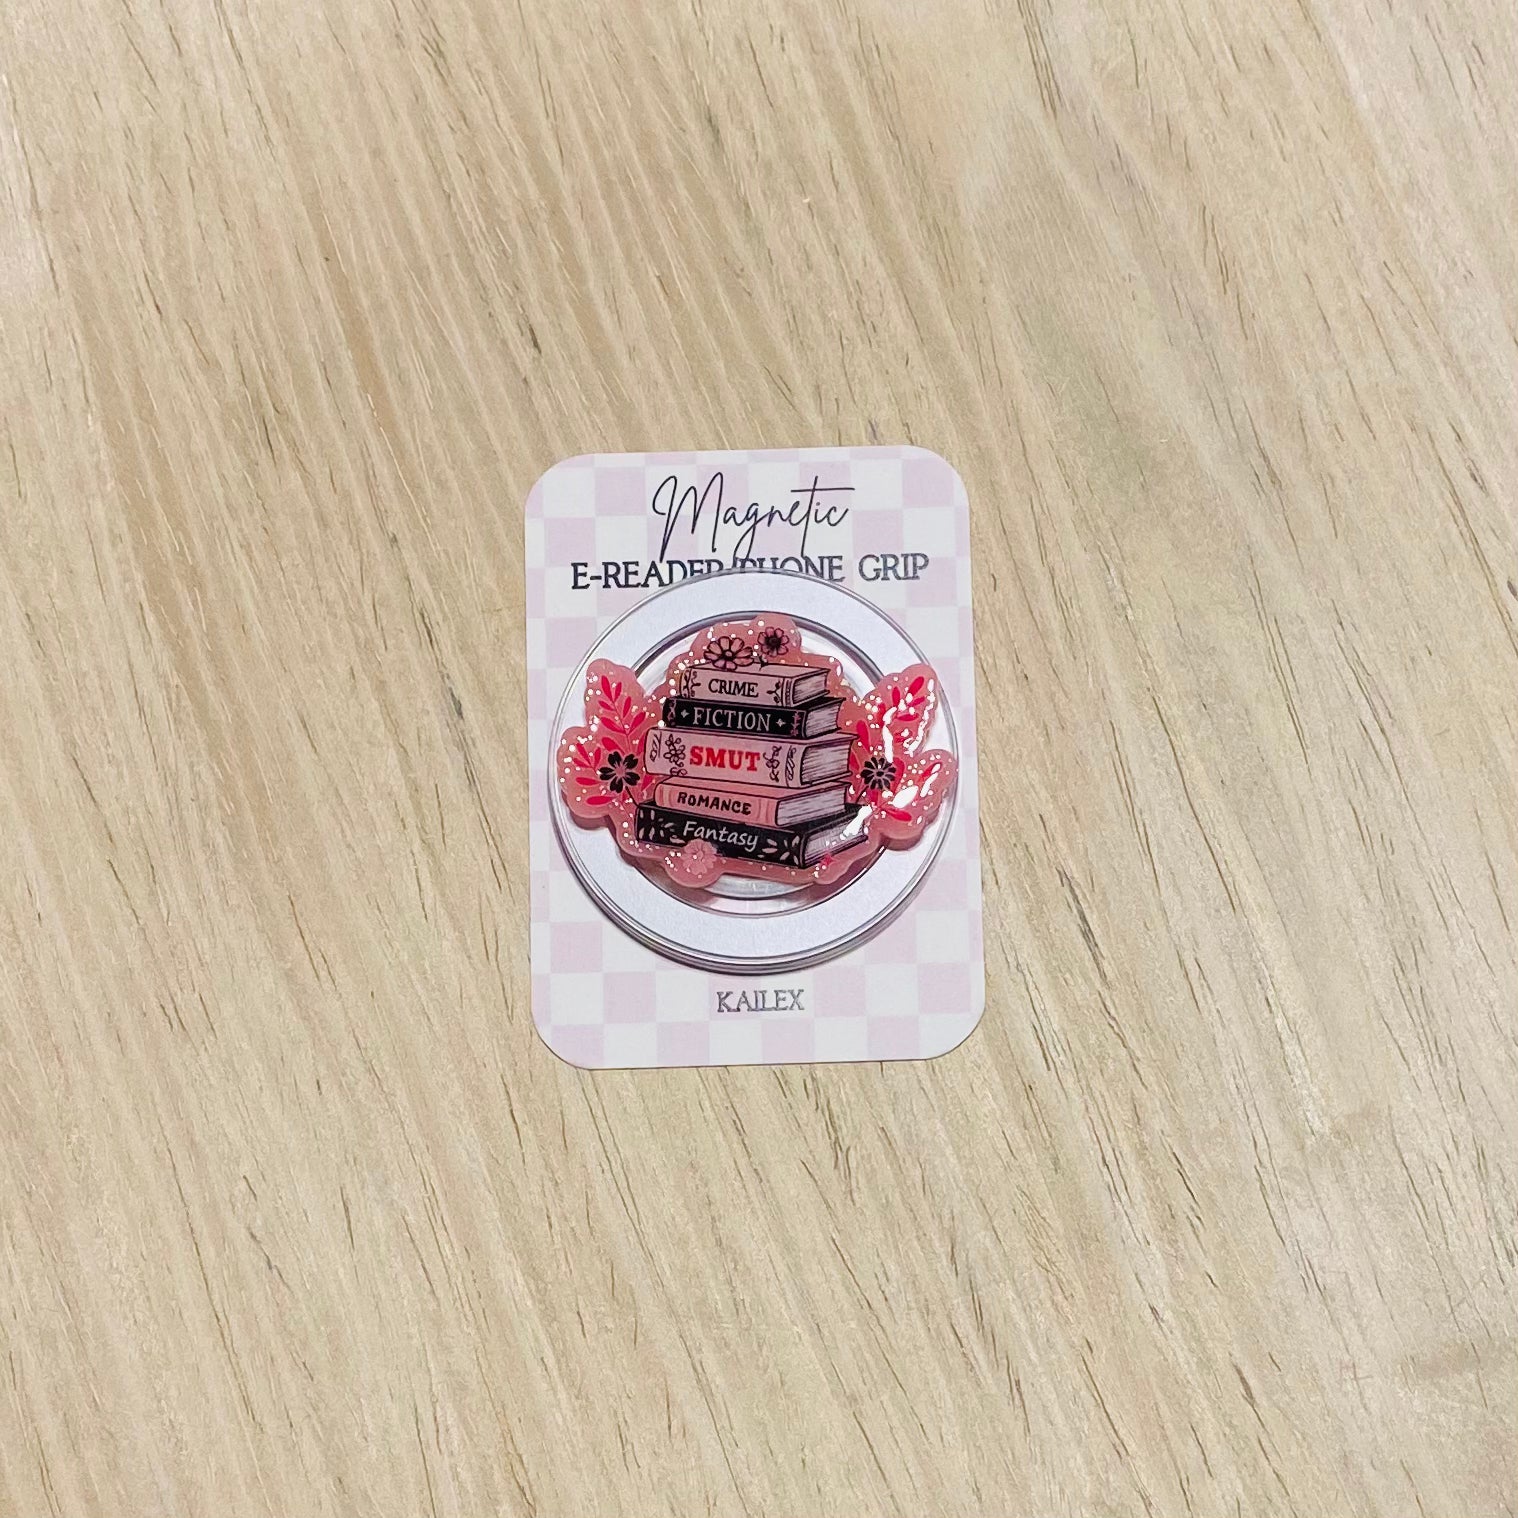 Magnetic
E-READER/PHONE GRIP
CRIME
FICTION
SMUT
ROMANCE
Fantasy
KAILEX